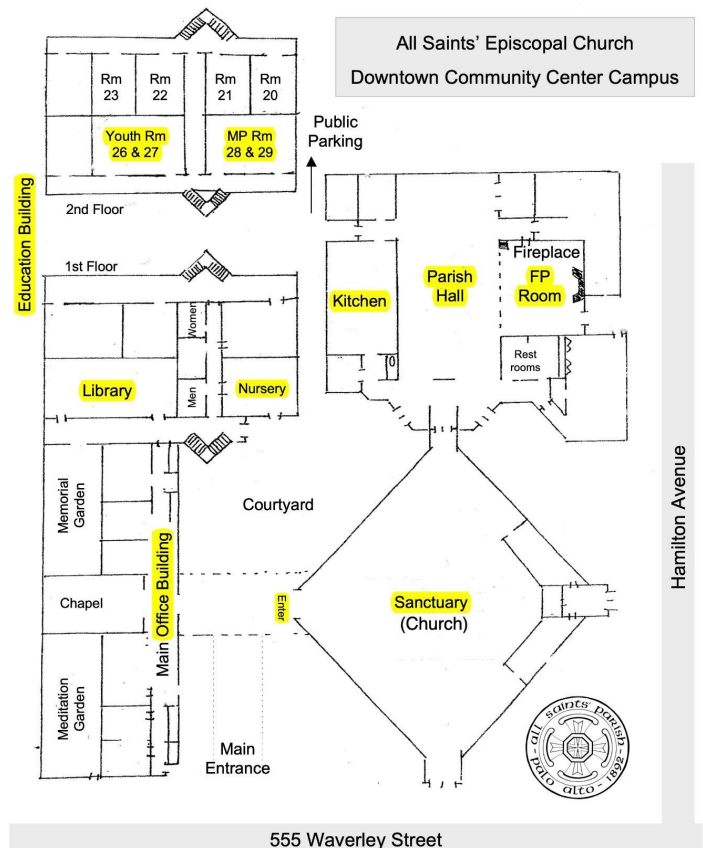 All Saints' Episcopal Church
Downtown Community Center Campus
Rm
23
Rm
22
Rm
21
Rm
20
Youth Rm
26 & 27
MP Rm
28 & 29
Public
Parking
2nd Floor
Education Building
1st Floor
Women
Men
Library
Nursery
Kitchen
Parish
Hall
Fireplace
FP
Room
Rest
rooms
Hamilton Avenue
Memorial
Garden
Courtyard
Chapel
Main Office Building
Enter
Sanctuary
(Church)
Meditation
Garden
Main
Entrance
all saints' parish
palo alto - 1892 -
555 Waverley Street